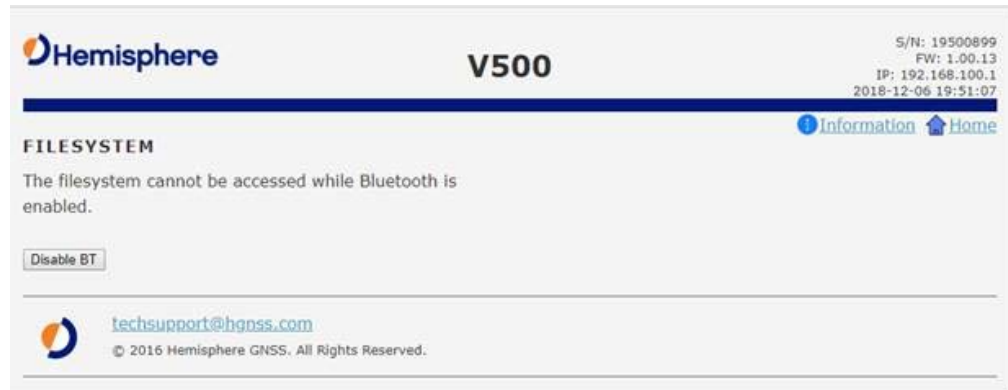 Hemisphere
V500
S/N: 19500899
FW: 1.00.13
IP: 192.168.100.1
2018-12-06 19:51:07
Information Home
FILESYSTEM
The filesystem cannot be accessed while Bluetooth is
enabled.
Disable BT
techsupport@hgnss.com
© 2016 Hemisphere GNSS. All Rights Reserved.